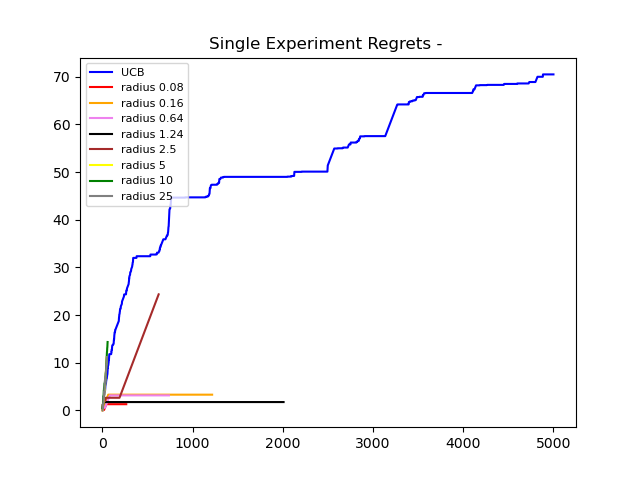 Single Experiment Regrets -
UCB
radius 0.08
radius 0.16
radius 0.64
radius 1.24
radius 2.5
radius 5
radius 10
radius 25
70
60
50
40
30
20
10
0
0 1000 2000 3000 4000 5000